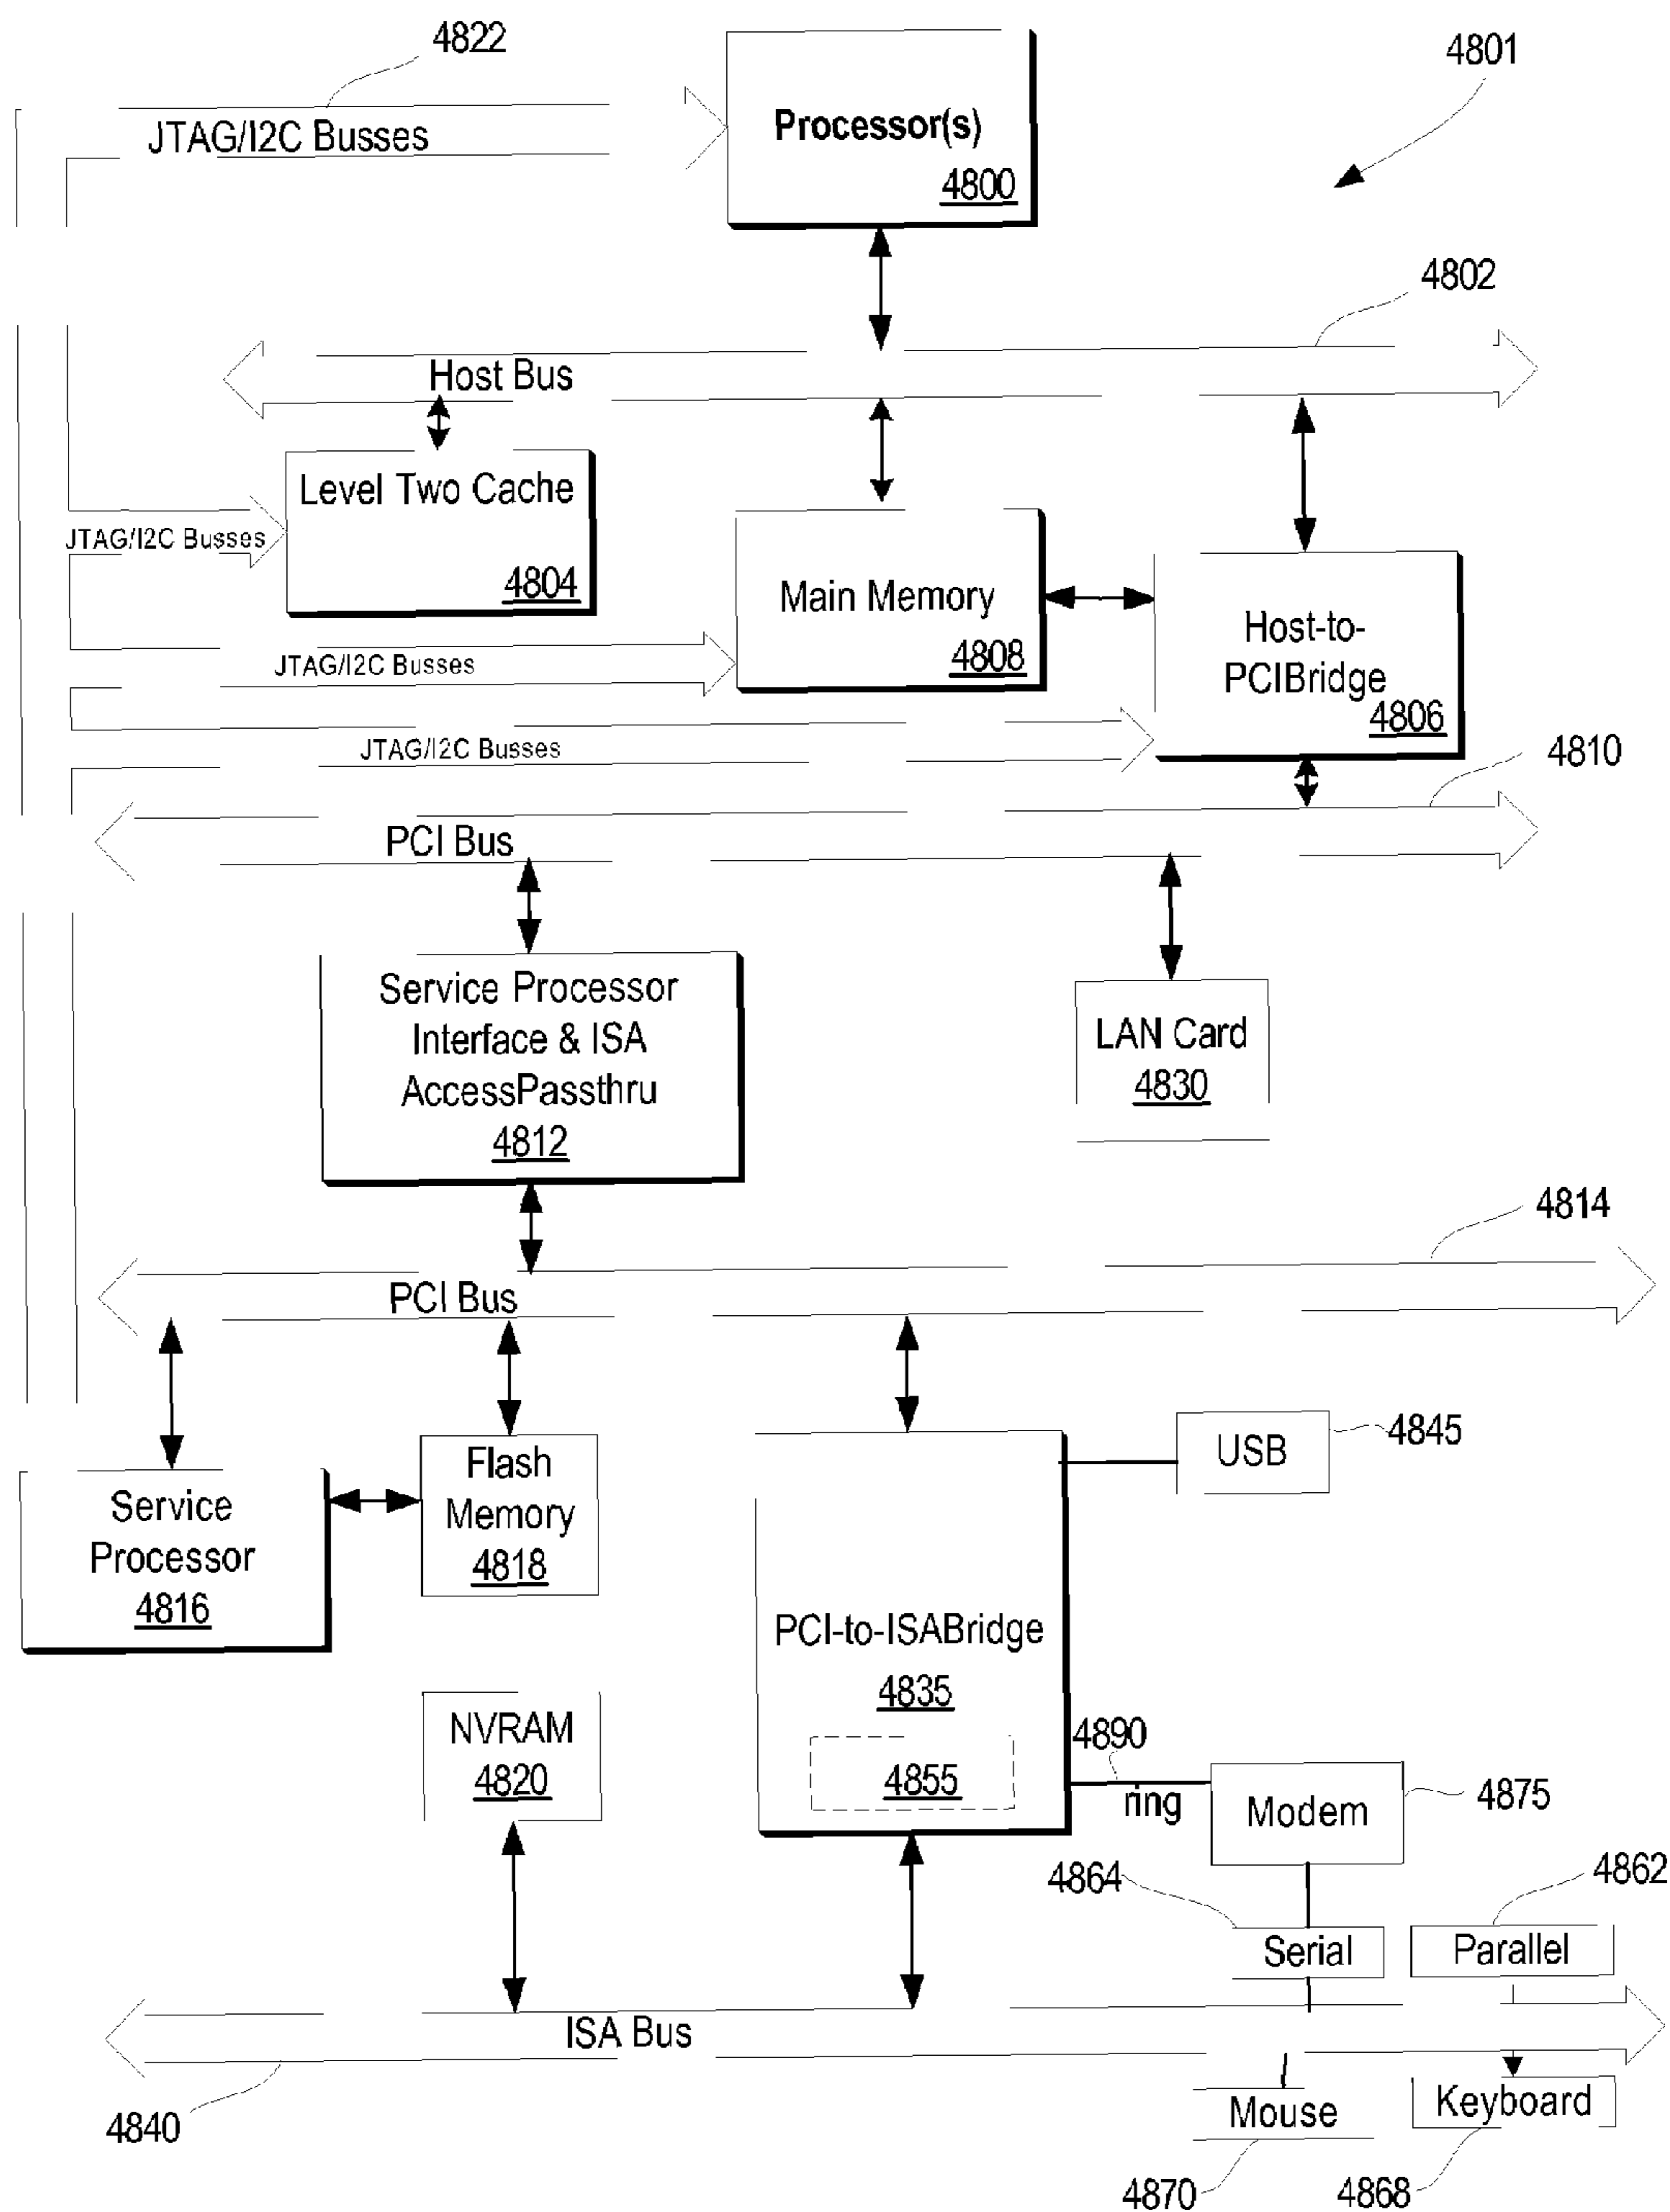 4822
4801
JTAG/I2C Busses
Processor(s)
4800
4802
Host Bus
Level Two Cache
4804
JTAG/I2C Busses
Main Memory
4808
Host-to-
PCIBridge
4806
JTAG/I2C Busses
JTAG/I2C Busses
4810
PCI Bus
Service Processor
Interface & ISA
AccessPassthru
4812
LAN Card
4830
4814
PCI Bus
USB
4845
Flash
Memory
4818
Service
Processor
4816
PCI-to-ISABridge
4835
4855
NVRAM
4820
4890
ring
Modem
4875
4864
4862
Serial
Parallel
ISA Bus
4840
Mouse
Keyboard
4870
4868